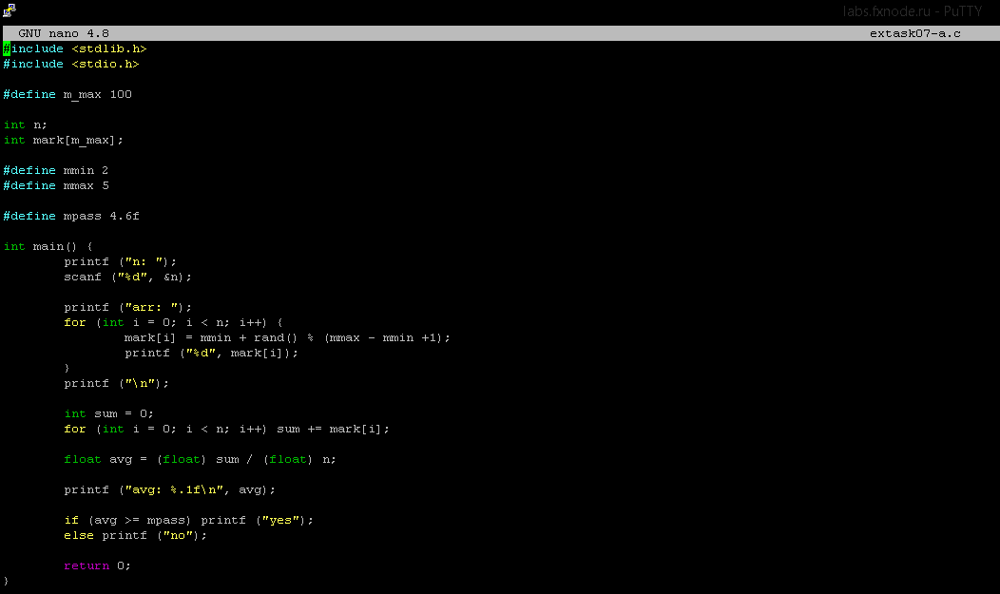 labs.fxnode.ru - PuTTY
GNU nano 4.8 extask07-a.c
#include <stdlib.h>
#include <stdio.h>
#define m_max 100
int n;
int mark[m_max];
#define mmin 2
#define mmax 5
#define mpass 4.6f
int main() {
printf ("n: ");
scanf ("%d", &n);
printf ("arr: ");
for (int i = 0; i < n; i++) {
mark[i] = mmin + rand() % (mmax - mmin +1);
printf ("%d", mark[i]);
}
printf ("\n");
int sum = 0;
for (int i = 0; i < n; i++) sum += mark[i];
float avg = (float) sum / (float) n;
printf ("avg: %.1f\n", avg);
if (avg >= mpass) printf ("yes");
else printf ("no");
return 0;
}